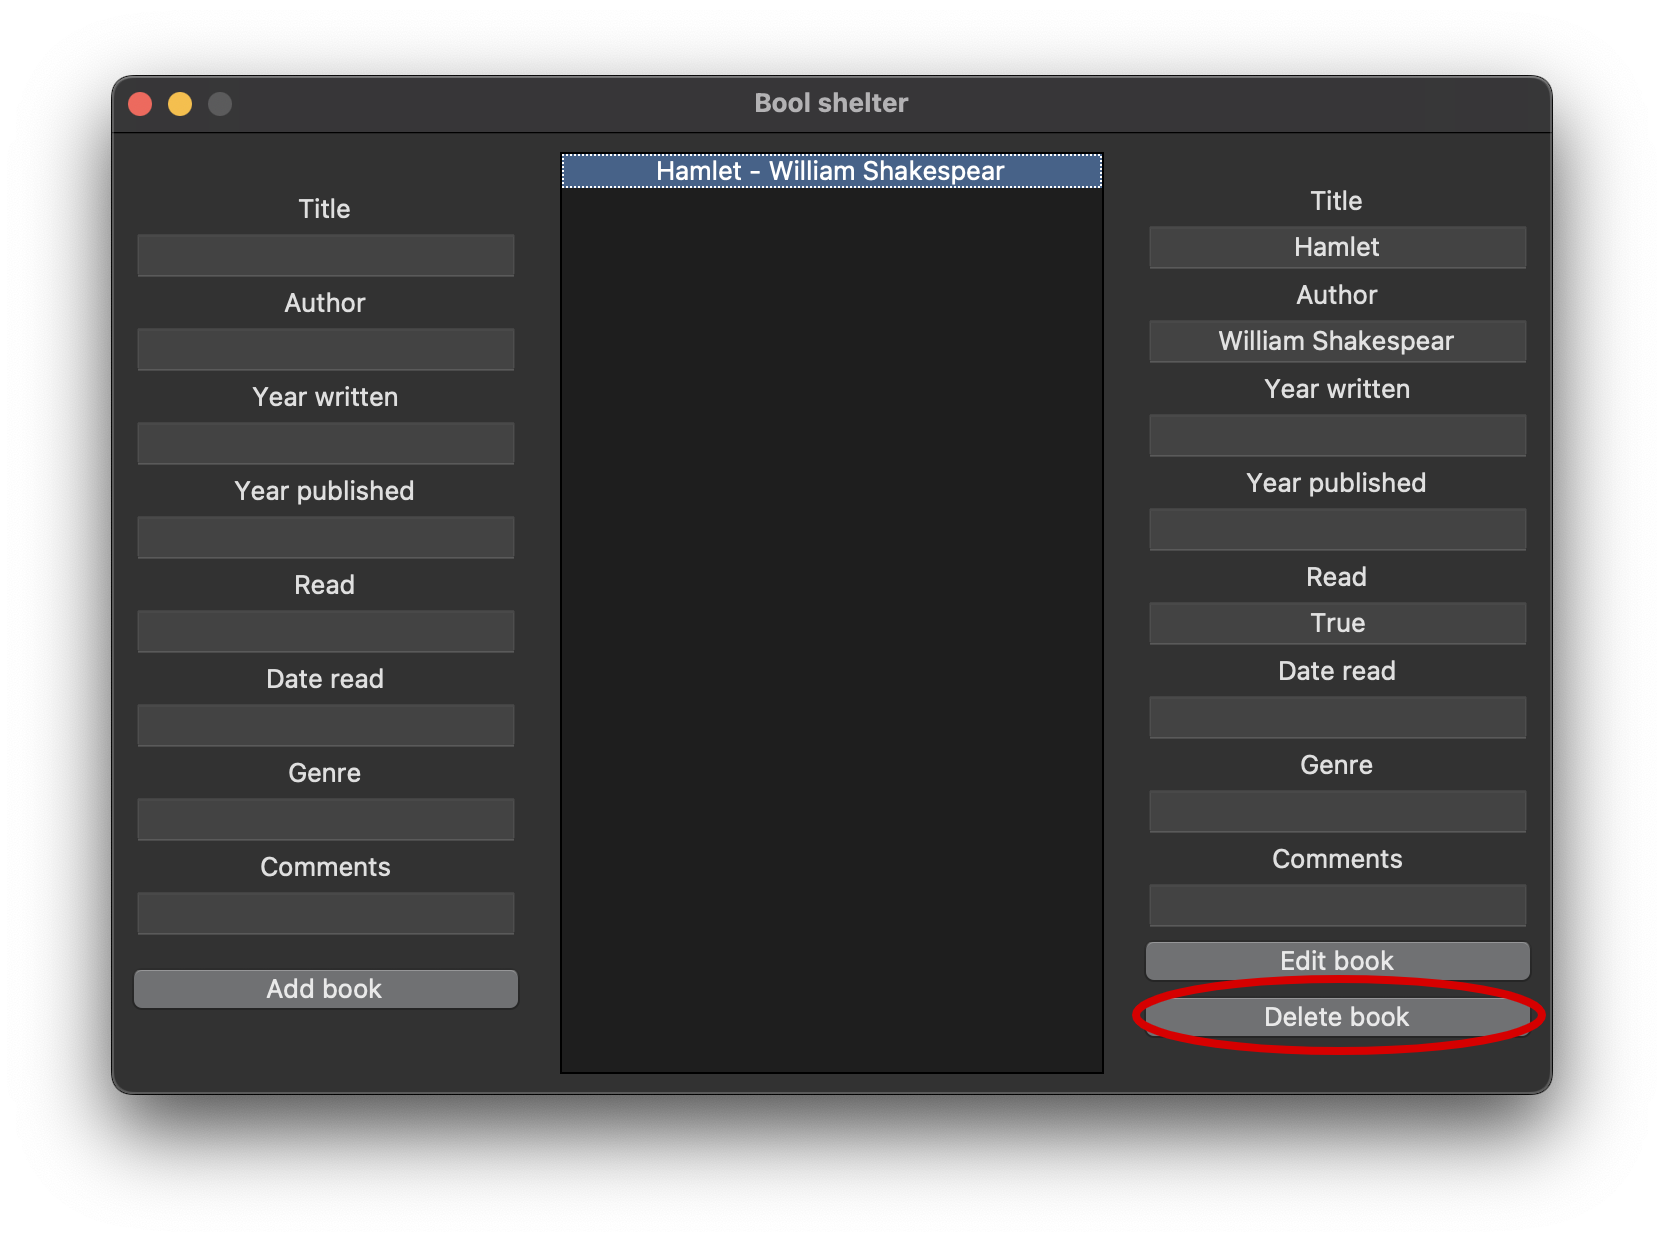 Bool shelter
Title
Author
Year written
Year published
Read
Date read
Genre
Comments
Add book
Hamlet - William Shakespear
Title
Hamlet
Author
William Shakespear
Year written
Year published
Read
True
Date read
Genre
Comments
Edit book
Delete book